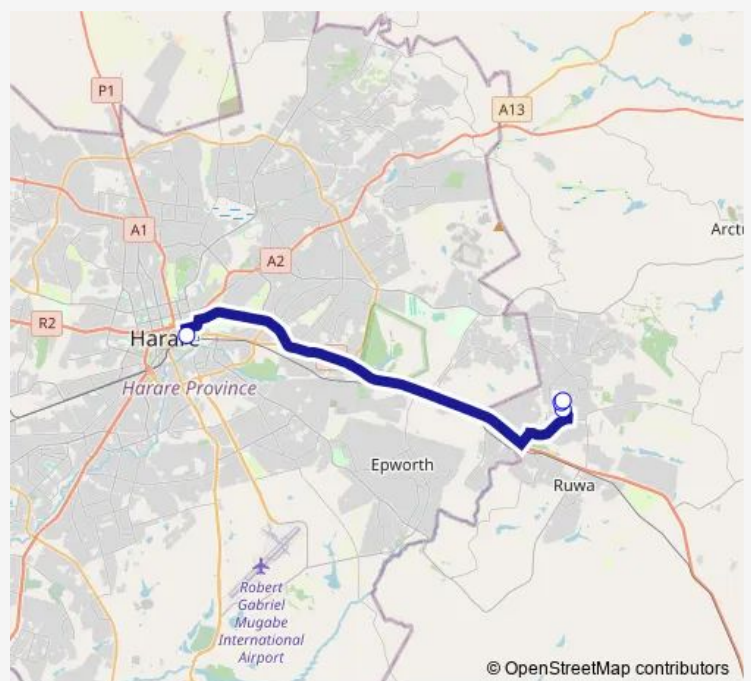 P1
A13
A1
Arctu
A2
R2
Harare
Harare Province
Epworth
Ruwa
Robert
Gabriel
Mugabe
International
Airport
© OpenStreetMap contributors